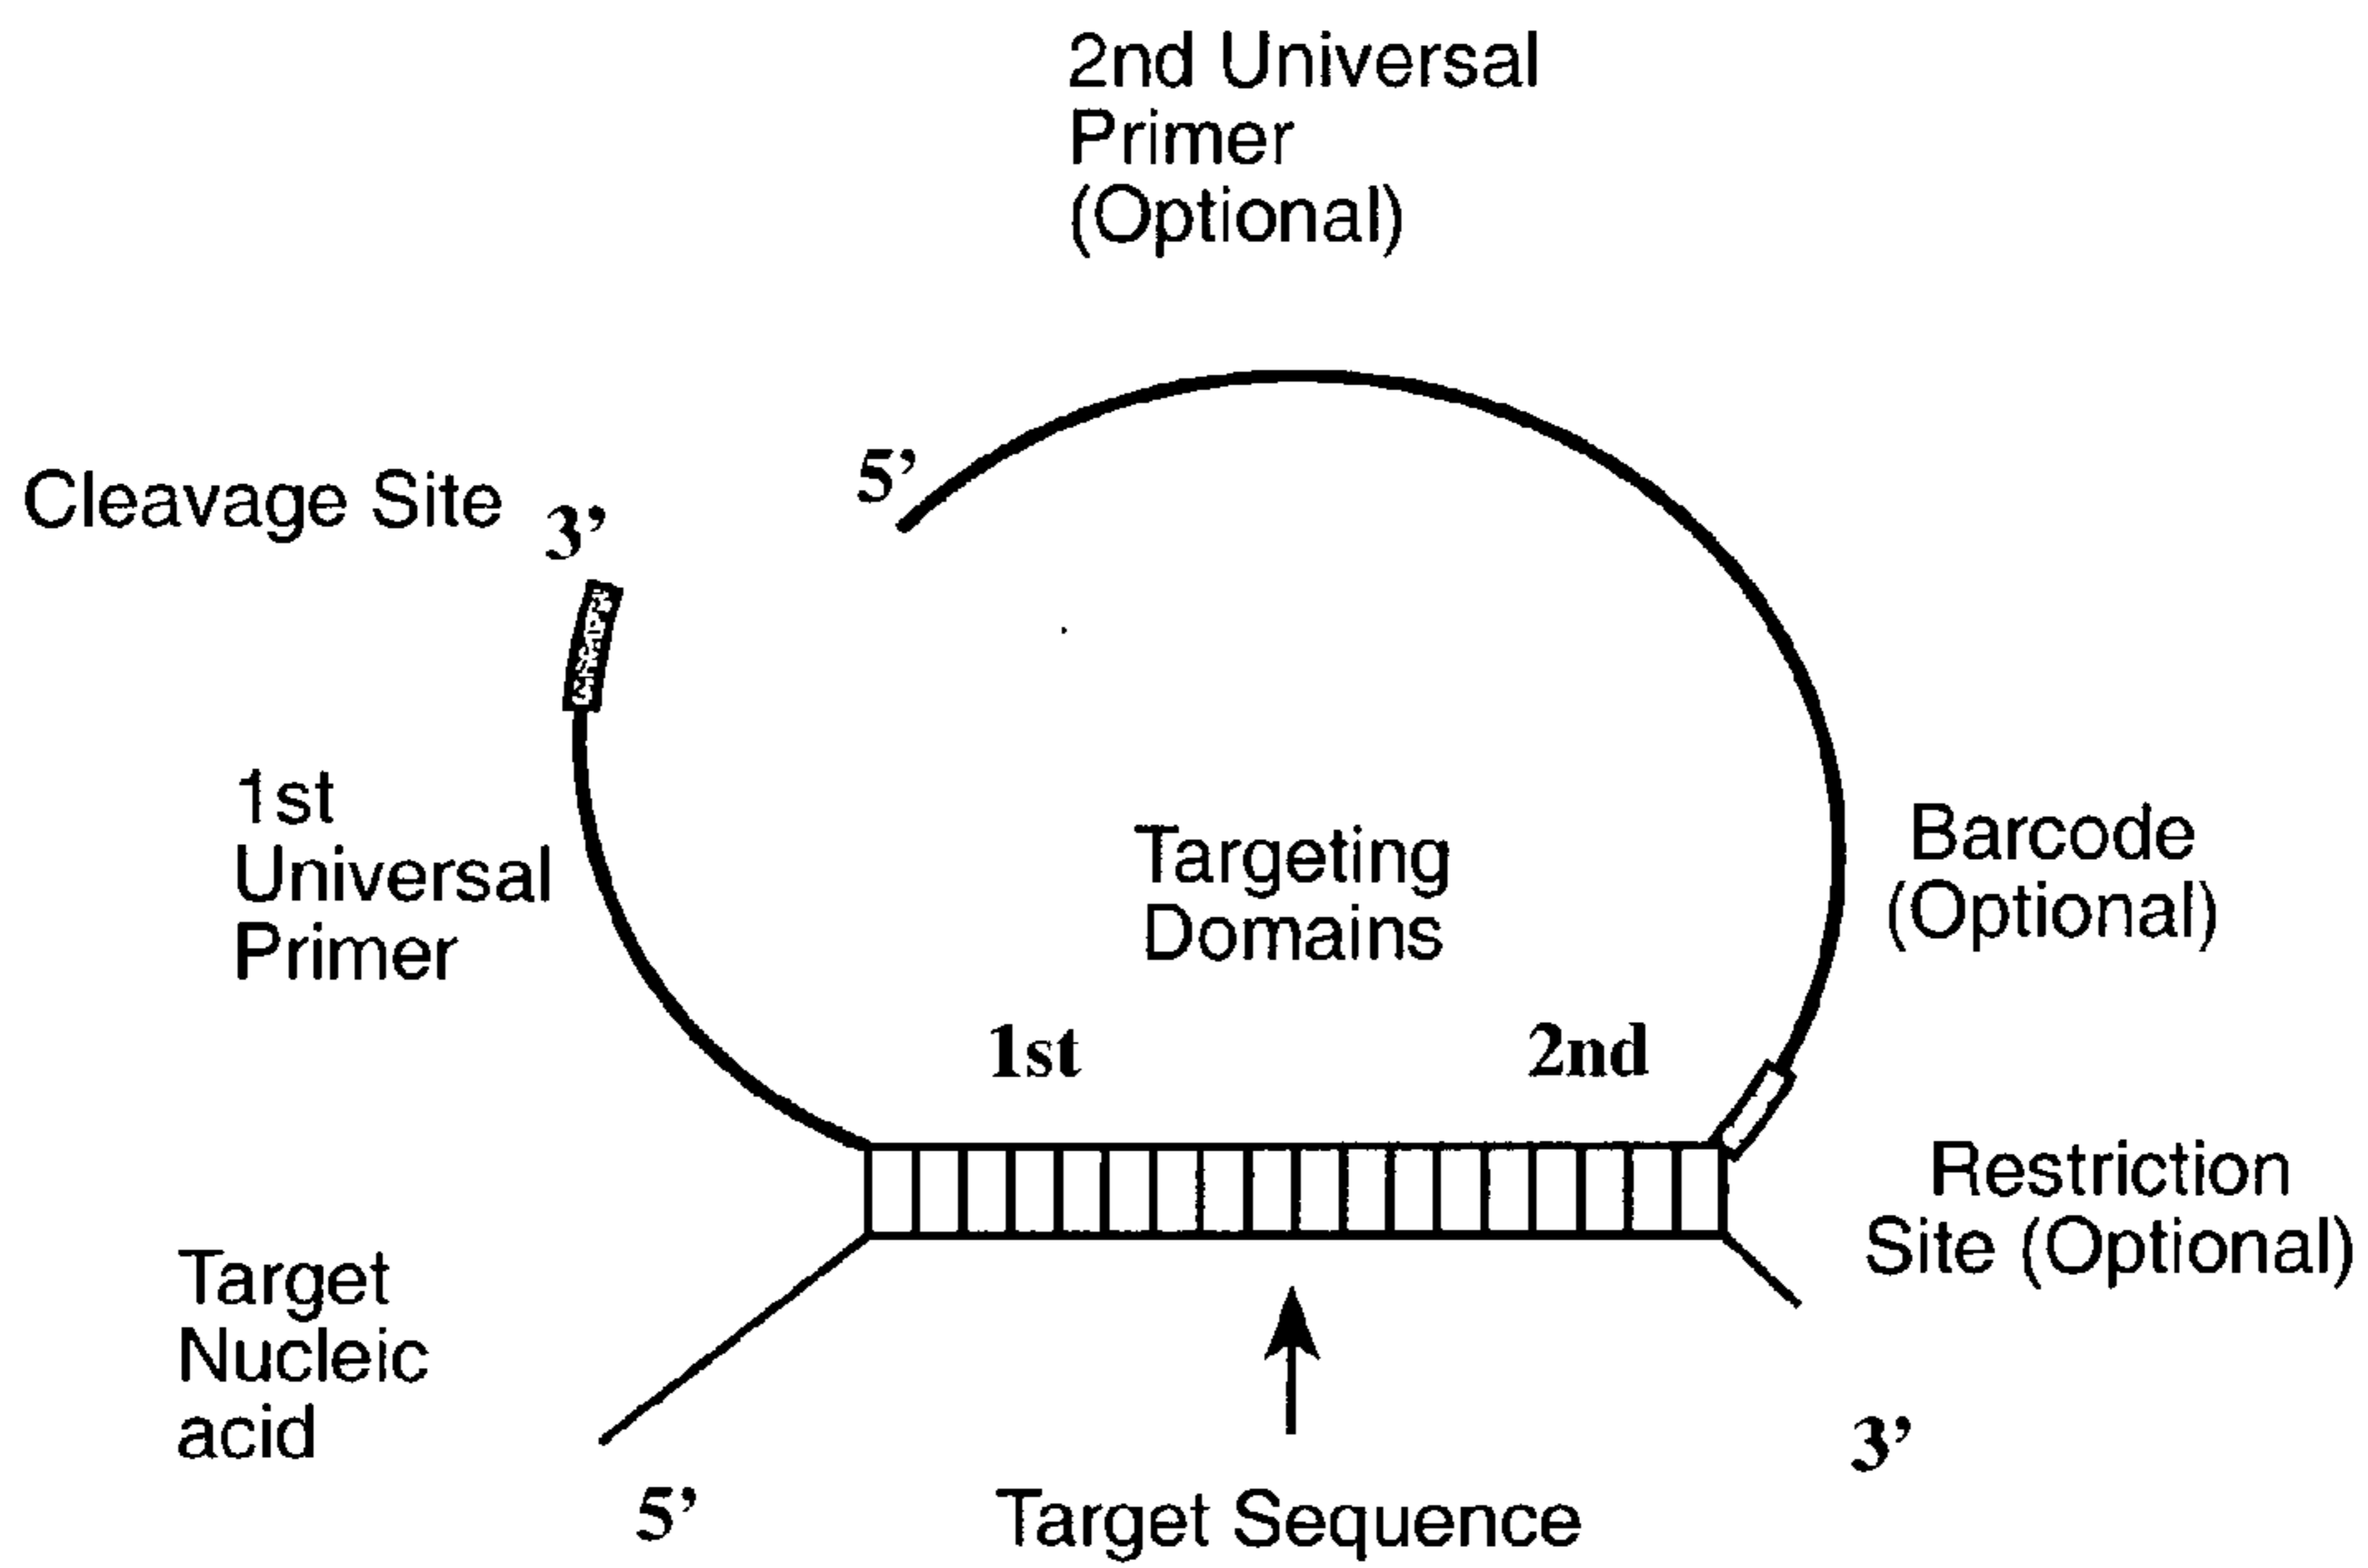 2nd Universal
Primer
(Optional)
5’
Cleavage Site 3’
1st
Universal
Primer
Targeting
Domains
Barcode
(Optional)
1st 2nd
Restriction
Site (Optional)
Target
Nucleic
acid
3’
5’
Target Sequence